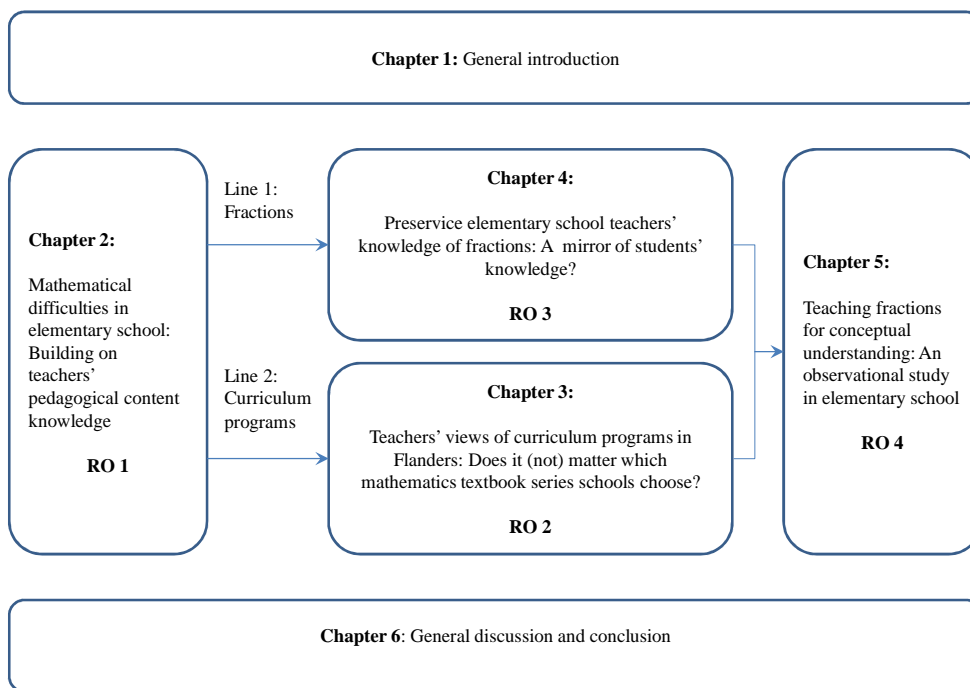 Chapter 1: General introduction
Chapter 2:
Mathematical
difficulties in
elementary school:
Building on
teachers'
pedagogical content
knowledge
RO 1
Line 1:
Fractions
Line 2:
Curriculum
programs
Chapter 4:
Preservice elementary school teachers'
knowledge of fractions: A mirror of students'
knowledge?
RO 3
Chapter 3:
Teachers' views of curriculum programs in
Flanders: Does it (not) matter which
mathematics textbook series schools choose?
RO 2
Chapter 5:
Teaching fractions
for conceptual
understanding: An
observational study
in elementary school
RO 4
Chapter 6: General discussion and conclusion